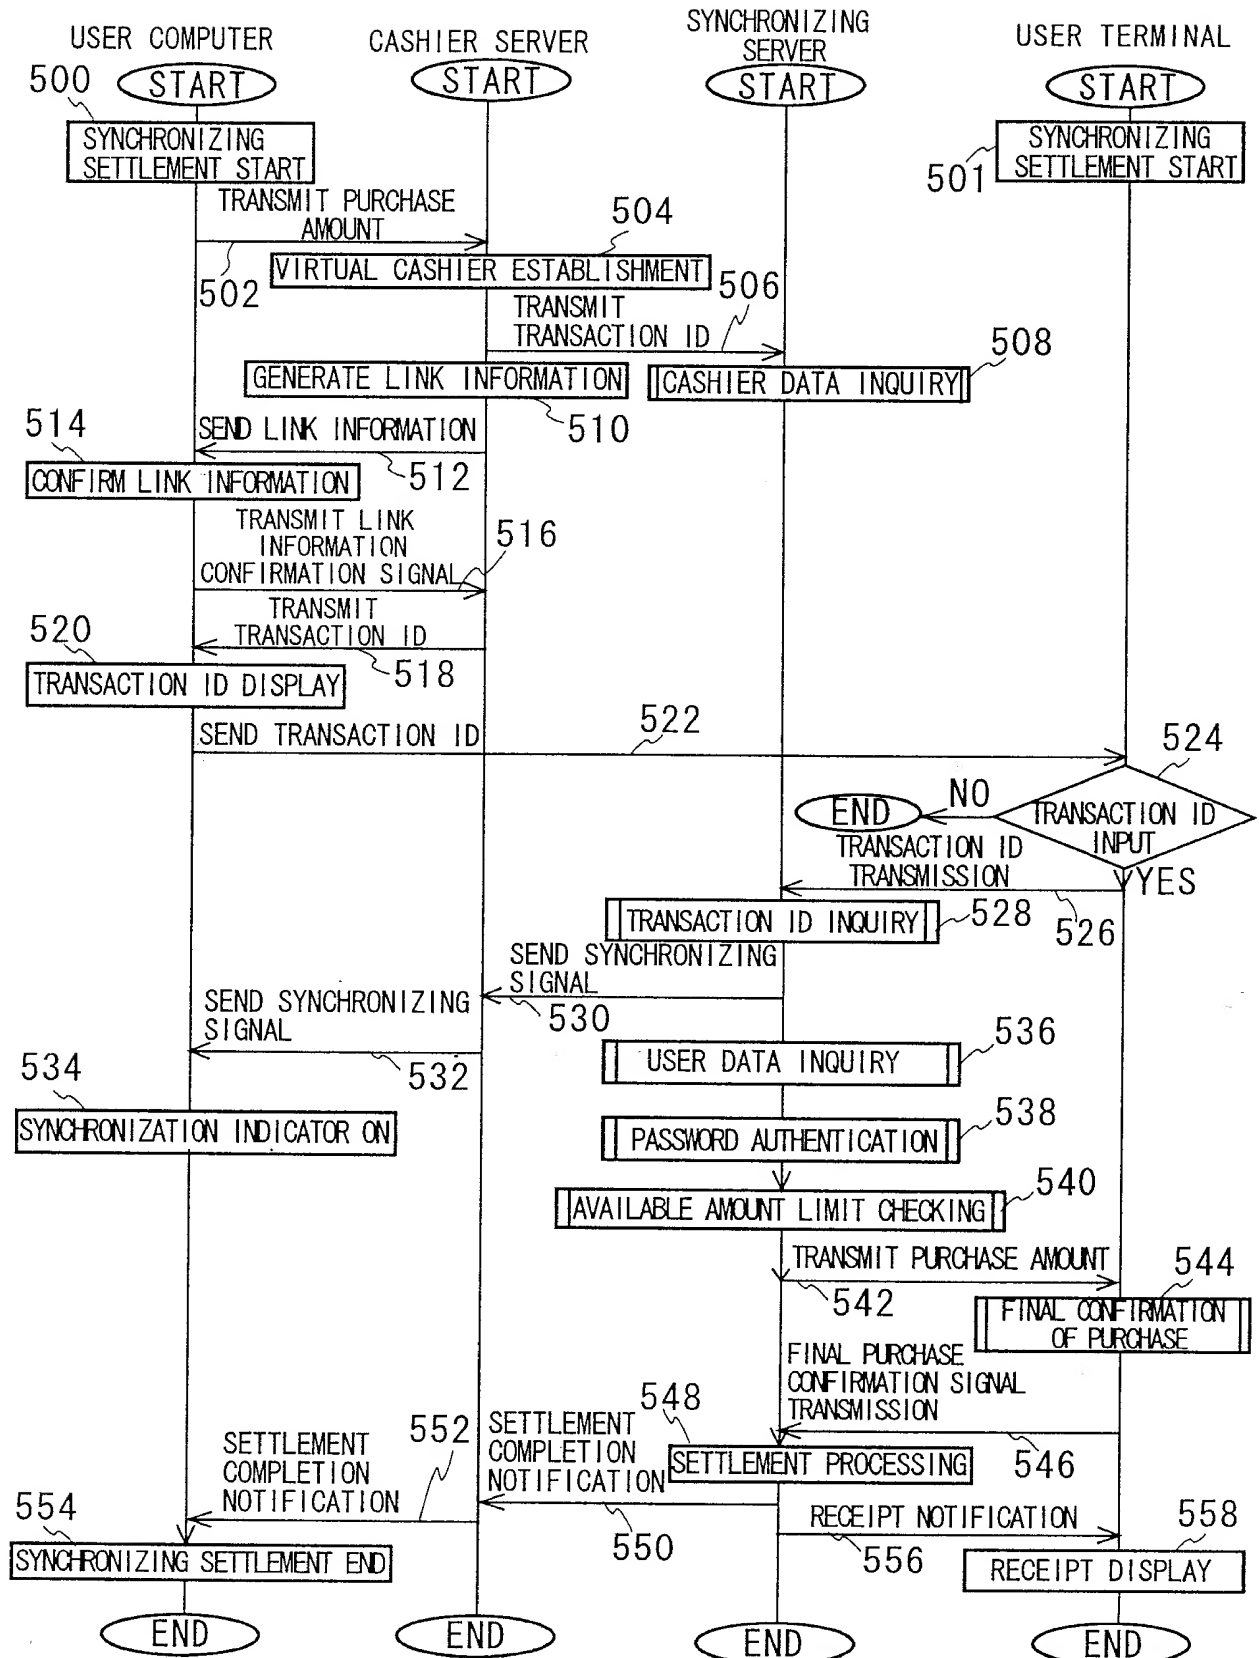 USER COMPUTER
CASHIER SERVER
SYNCHRONIZING
SERVER
USER TERMINAL
START
START
START
START
500
SYNCHRONIZING
SETTLEMENT START
SYNCHRONIZING
SETTLEMENT START
501
TRANSMIT PURCHASE
AMOUNT
502
504
VIRTUAL CASHIER ESTABLISHMENT
506
TRANSMIT
TRANSACTION ID
508
GENERATE LINK INFORMATION
CASHIER DATA INQUIRY
510
514
SEND LINK INFORMATION
512
CONFIRM LINK INFORMATION
TRANSMIT LINK
INFORMATION
CONFIRMATION SIGNAL
516
TRANSMIT
TRANSACTION ID
518
520
TRANSACTION ID DISPLAY
SEND TRANSACTION ID
522
524
END
NO
TRANSACTION ID
INPUT
YES
TRANSACTION ID
TRANSMISSION
526
TRANSACTION ID INQUIRY
528
SEND SYNCHRONIZING
SIGNAL
530
SEND SYNCHRONIZING
SIGNAL
532
534
USER DATA INQUIRY
536
SYNCHRONIZATION INDICATOR ON
PASSWORD AUTHENTICATION
538
AVAILABLE AMOUNT LIMIT CHECKING
540
TRANSMIT PURCHASE AMOUNT
542
544
FINAL CONFIRMATION
OF PURCHASE
FINAL PURCHASE
CONFIRMATION SIGNAL
TRANSMISSION
546
548
SETTLEMENT PROCESSING
SETTLEMENT
COMPLETION
NOTIFICATION
550
552
SETTLEMENT
COMPLETION
NOTIFICATION
554
SYNCHRONIZING SETTLEMENT END
RECEIPT NOTIFICATION
556
558
RECEIPT DISPLAY
END
END
END
END